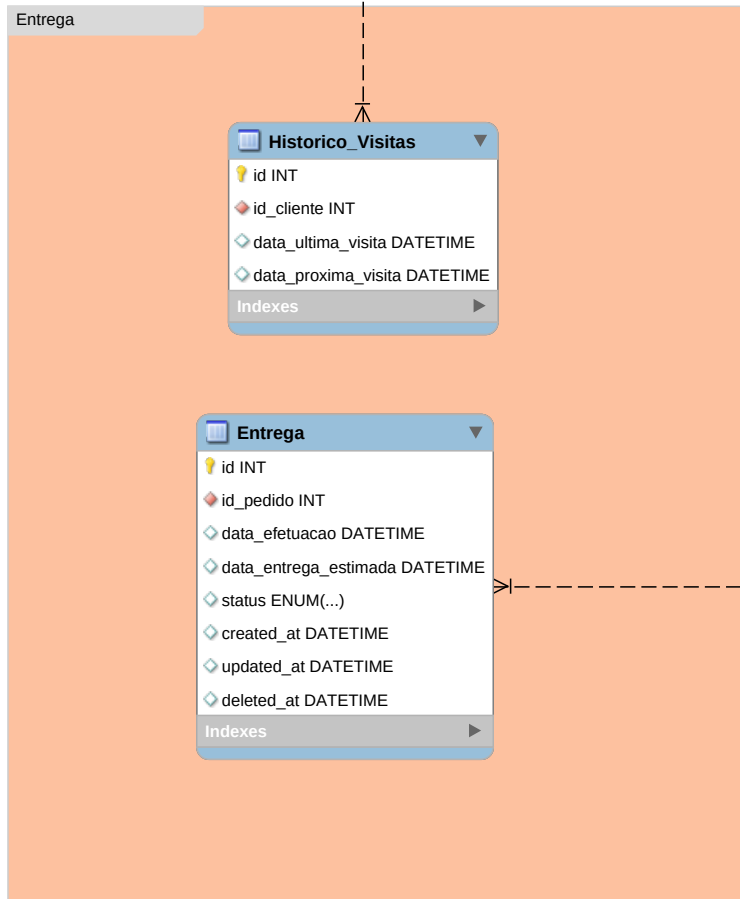 Entrega
Historico_Visitas
id INT
id_cliente INT
data_ultima_visita DATETIME
data_proxima_visita DATETIME
Indexes
Entrega
id INT
id_pedido INT
data_efetuacao DATETIME
data_entrega_estimada DATETIME
status ENUM(...)
created_at DATETIME
updated_at DATETIME
deleted_at DATETIME
Indexes